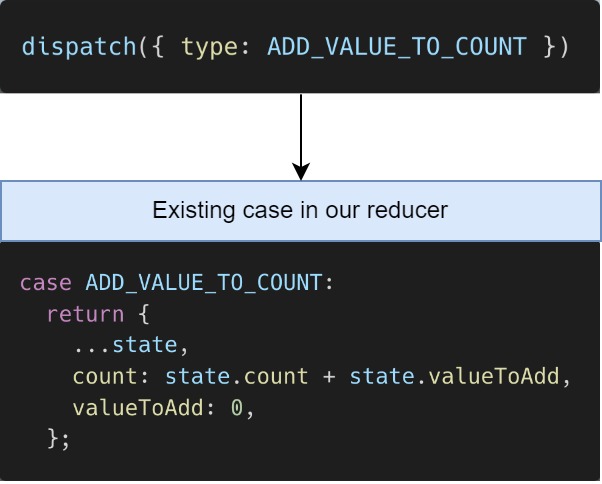 dispatch({ type: ADD_VALUE_TO_COUNT })
Existing case in our reducer
case ADD_VALUE_TO_COUNT:
  return {
    ...state,
    count: state.count + state.valueToAdd,
    valueToAdd: 0,
  };